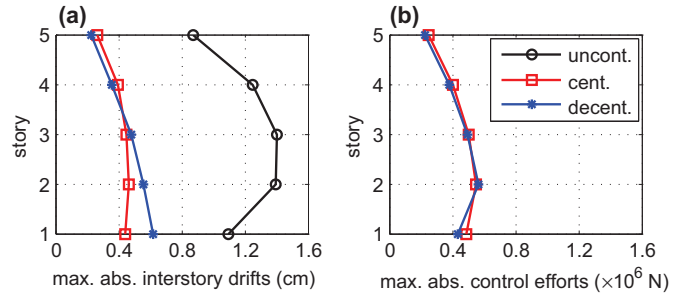 (a)
story
5
4
3
2
1
0
0.4
0.8
1.2
1.6
max. abs. interstory drifts (cm)
(b)
story
5
4
3
2
1
0
0.4
0.8
1.2
1.6
max. abs. control efforts (×10⁶ N)
uncont.
cent.
decent.